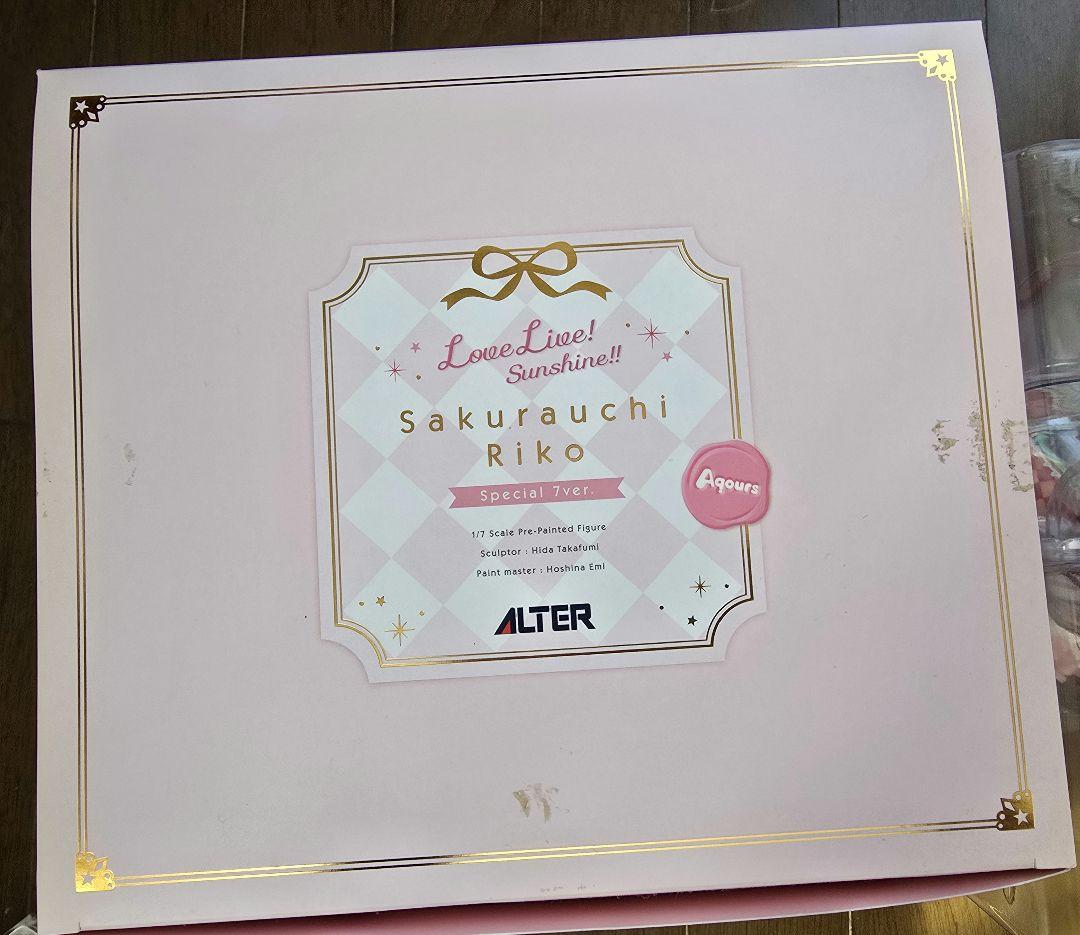 Love Live!
Sunshine!!
Sakurauchi
Riko
Special 7ver.
Aqours
1/7 Scale Pre-Painted Figure
Sculptor : Hida Takafumi
Paint master : Hoshina Emi
ALTER